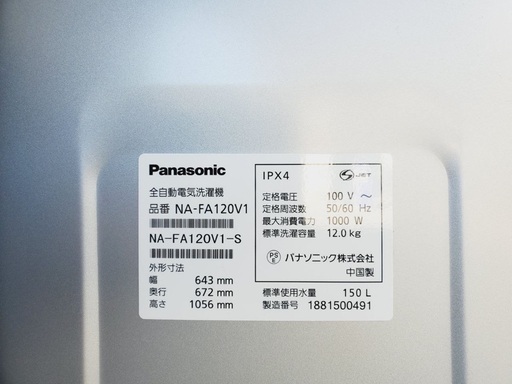 Panasonic
全自動電気洗濯機
品番 NA-FA120V1
NA-FA120V1-S
外形寸法
幅 643 mm
奥行 672 mm
高さ 1056 mm
IPX4
S JET
定格電圧 100 V ～
定格周波数 50/60 Hz
最大消費電力 1000 W
標準洗濯容量 12.0 kg
PS E パナソニック株式会社
中国製
標準使用水量 150 L
製造番号 1881500491